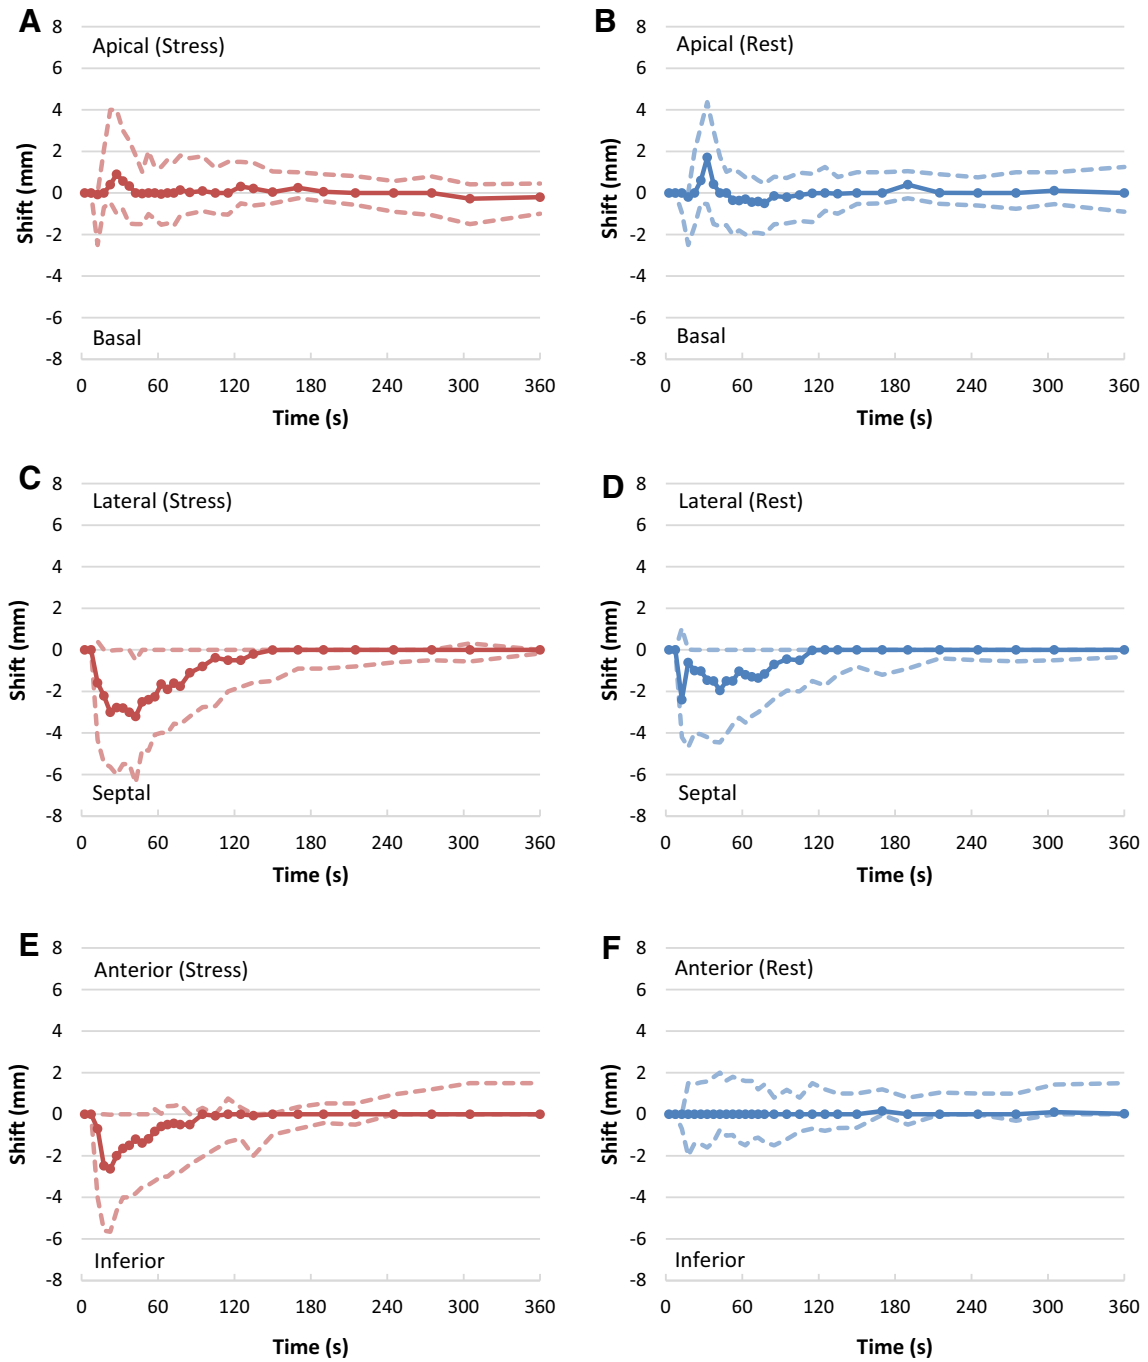 A
8
Apical (Stress)
6
4
2
0
-2
-4
-6
Basal
-8
Shift (mm)
0 60 120 180 240 300 360
Time (s)
B
8
Apical (Rest)
6
4
2
0
-2
-4
-6
Basal
-8
Shift (mm)
0 60 120 180 240 300 360
Time (s)
C
8
Lateral (Stress)
6
4
2
0
-2
-4
-6
Septal
-8
Shift (mm)
0 60 120 180 240 300 360
Time (s)
D
8
Lateral (Rest)
6
4
2
0
-2
-4
-6
Septal
-8
Shift (mm)
0 60 120 180 240 300 360
Time (s)
E
8
Anterior (Stress)
6
4
2
0
-2
-4
-6
Inferior
-8
Shift (mm)
0 60 120 180 240 300 360
Time (s)
F
8
Anterior (Rest)
6
4
2
0
-2
-4
-6
Inferior
-8
Shift (mm)
0 60 120 180 240 300 360
Time (s)